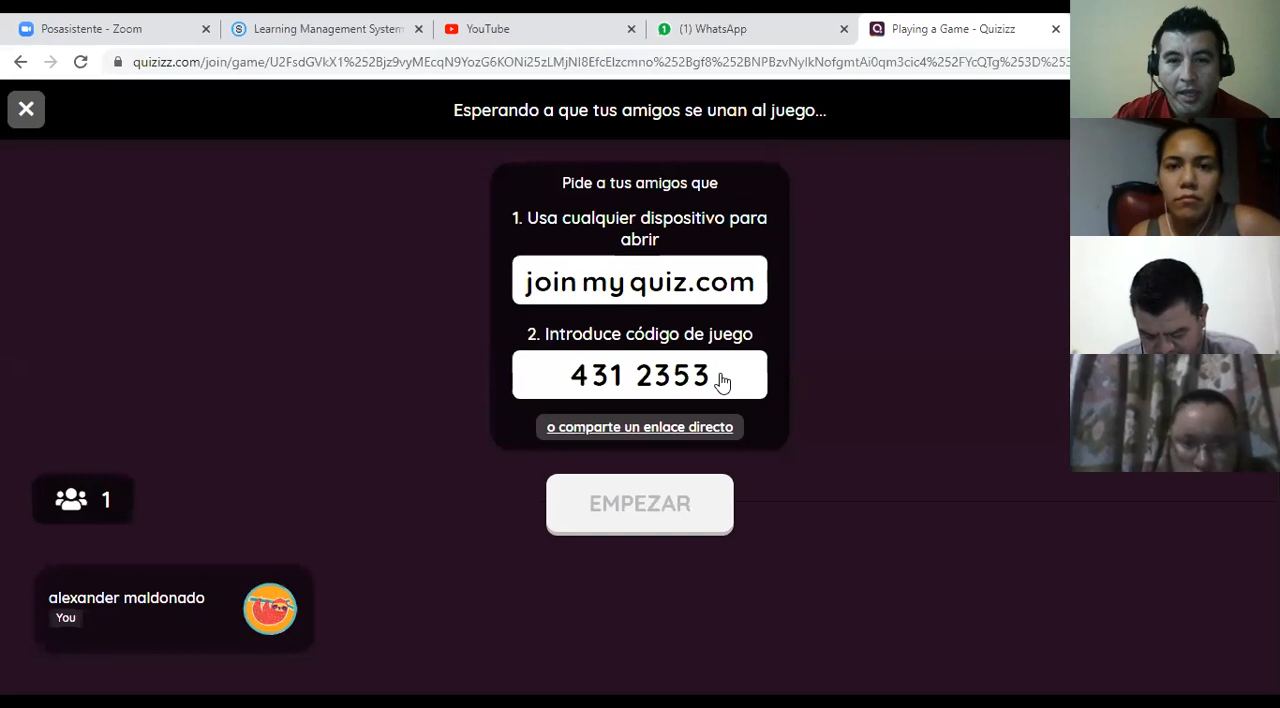 Posasistente - Zoom
Learning Management System
YouTube
(1) WhatsApp
Playing a Game - Quizizz
Esperando a que tus amigos se unan al juego...
Pide a tus amigos que
1. Usa cualquier dispositivo para
abrir
joinmyquiz.com
2. Introduce código de juego
431 2353
o comparte un enlace directo
EMPEZAR
1
alexander maldonado
You